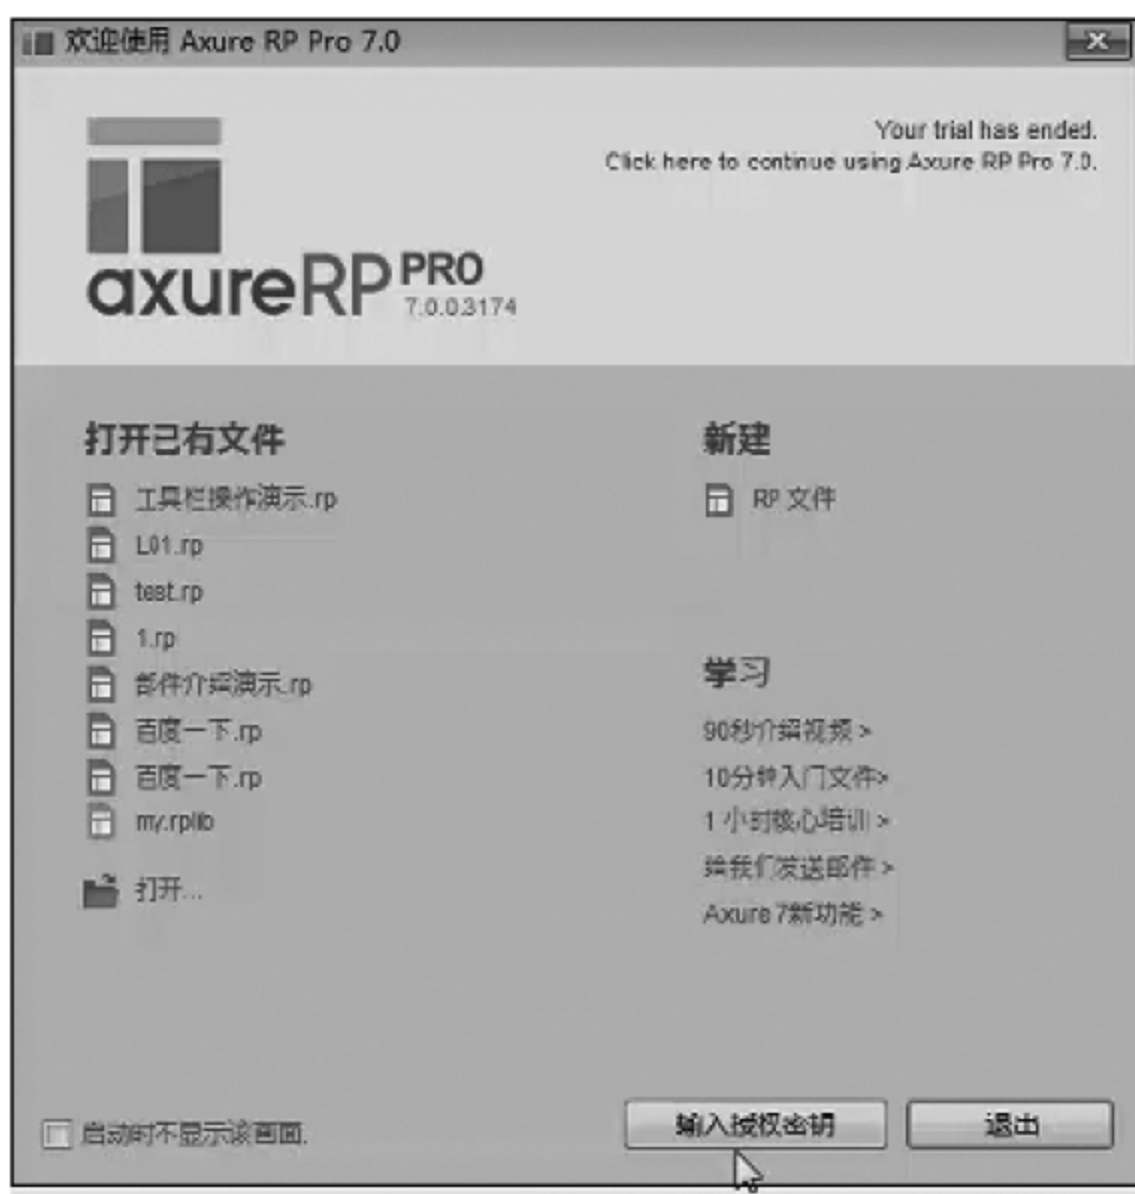 欢迎使用 Axure RP Pro 7.0
Your trial has ended.
Click here to continue using Axure RP Pro 7.0.
axureRP PRO
7.0.0.3174
打开已有文件
工具栏操作演示.rp
L01.rp
test.rp
1.rp
部件介绍演示.rp
百度一下.rp
百度一下.rp
my.rplib
打开...
新建
RP 文件
学习
90秒介绍视频 >
10分钟入门文件>
1 小时核心培训 >
给我们发送邮件 >
Axure 7新功能 >
启动时不显示该画面.
输入授权密钥
退出